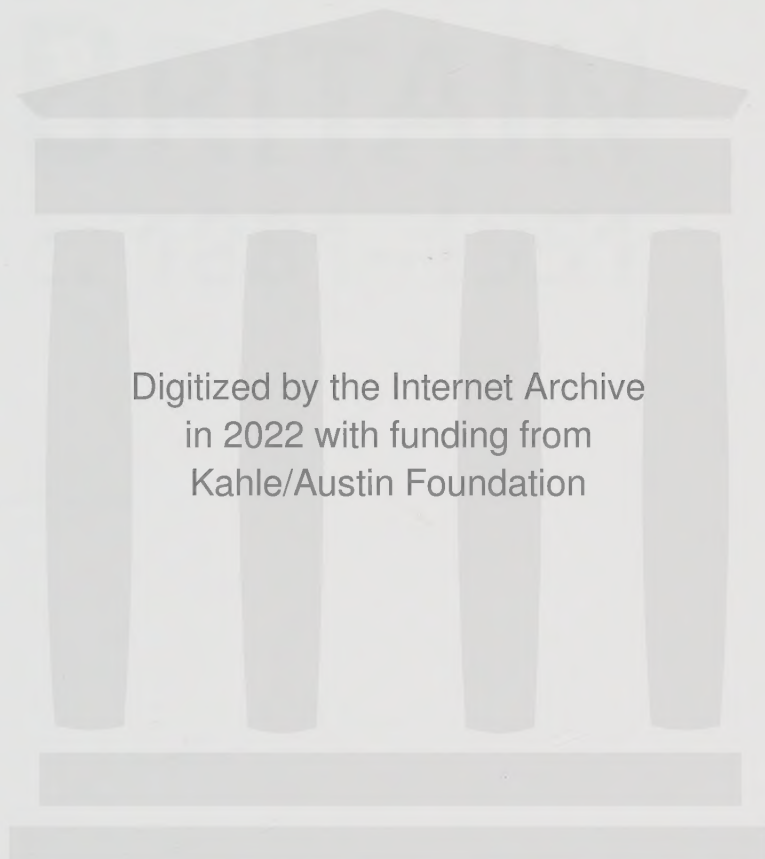 Digitized by the Internet Archive
in 2022 with funding from
Kahle/Austin Foundation